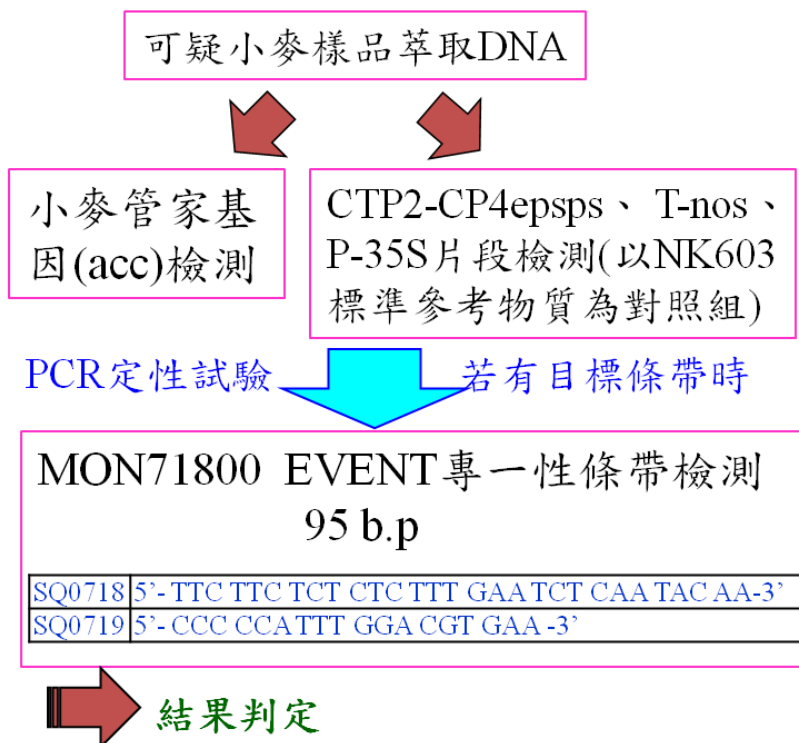 可疑小麥樣品萃取DNA
小麥管家基
因(acc)檢測
CTP2-CP4epsps、T-nos、
P-35S片段檢測(以NK603
標準參考物質為對照組)
PCR定性試驗
若有目標條帶時
MON71800 EVENT專一性條帶檢測
95 b.p
SQ0718 5’- TTC TTC TCT CTC TTT GAA TCT CAA TAC AA-3’
SQ0719 5’- CCC CCA TTT GGA CGT GAA -3’
結果判定